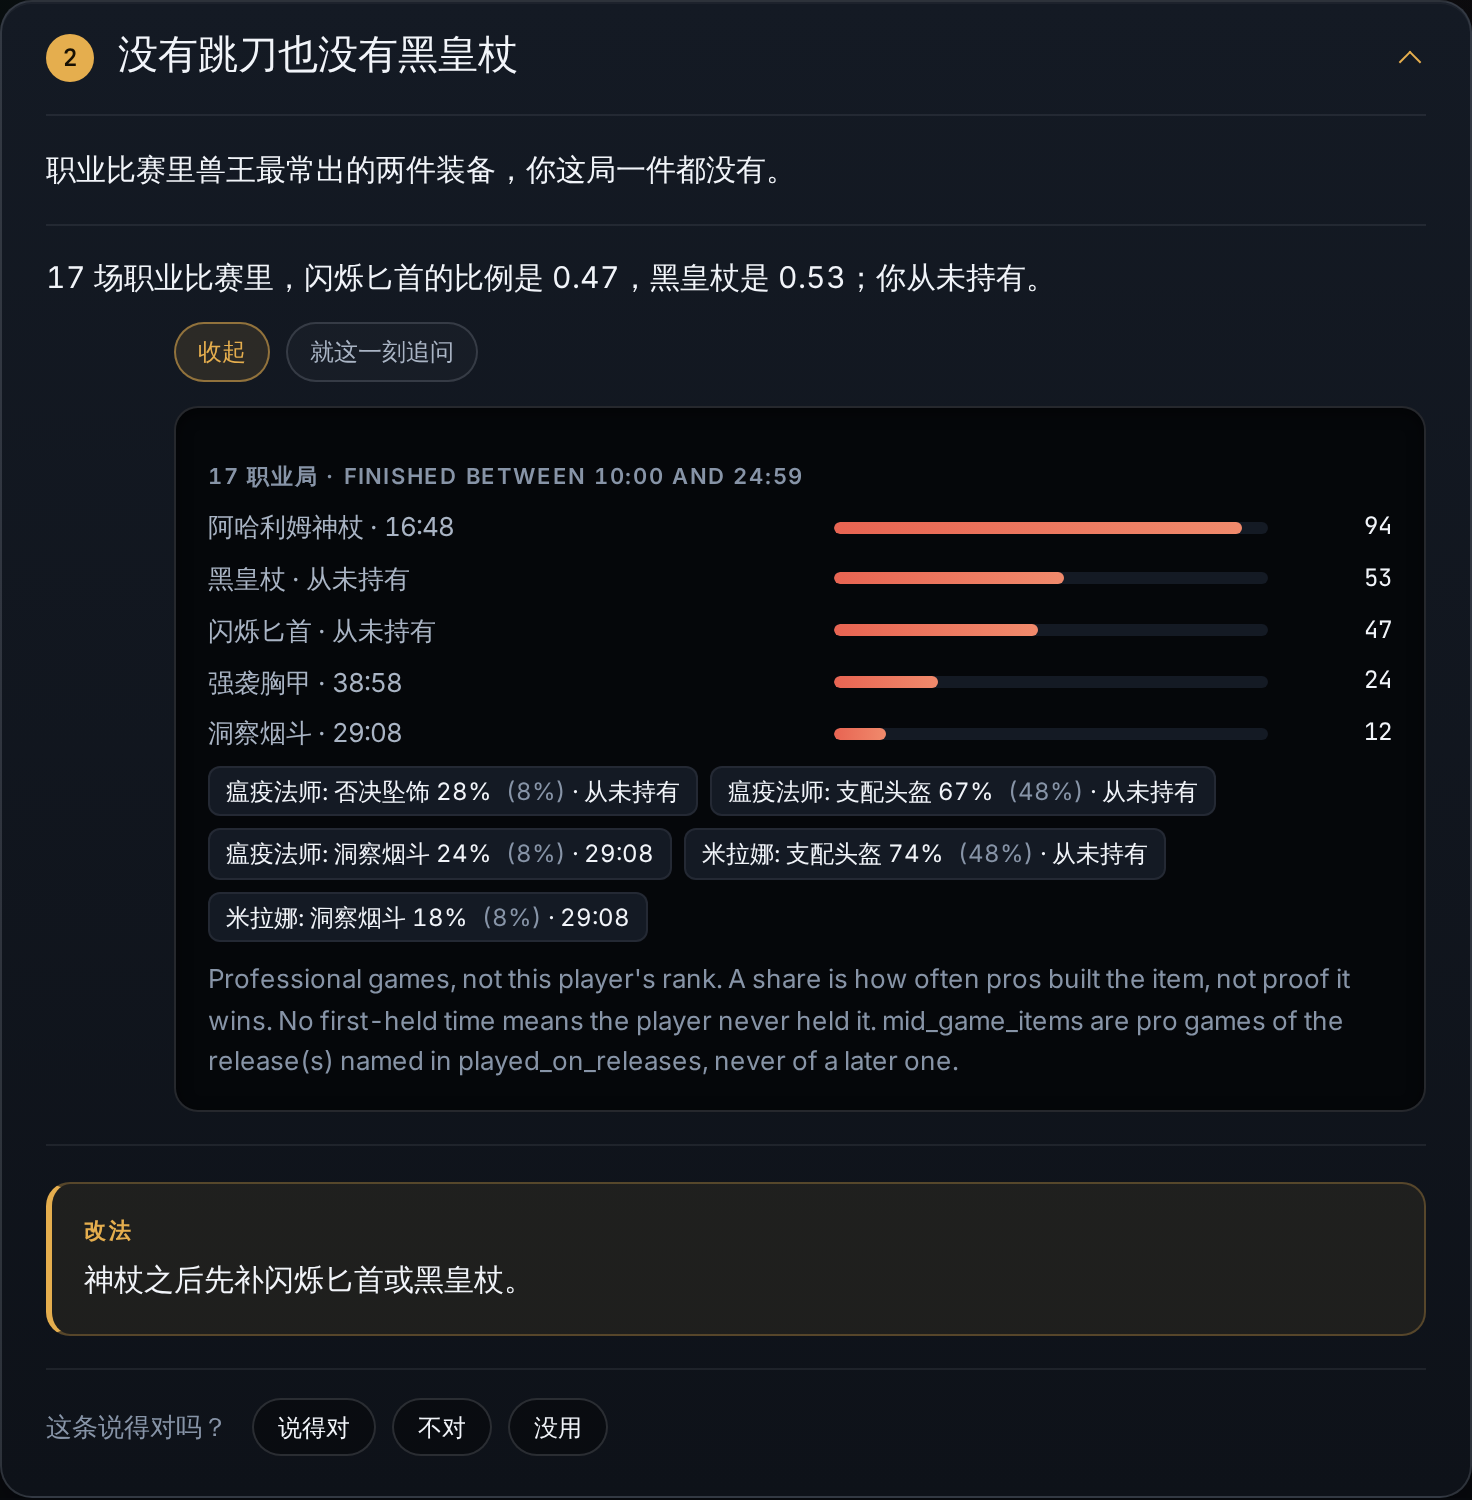 2 没有跳刀也没有黑皇杖
职业比赛里兽王最常出的两件装备，你这局一件都没有。
17 场职业比赛里，闪烁匕首的比例是 0.47，黑皇杖是 0.53；你从未持有。
收起 就这一刻追问
17 职业局 · FINISHED BETWEEN 10:00 AND 24:59
阿哈利姆神杖 · 16:48 94
黑皇杖 · 从未持有 53
闪烁匕首 · 从未持有 47
强袭胸甲 · 38:58 24
洞察烟斗 · 29:08 12
瘟疫法师: 否决坠饰 28% (8%) · 从未持有 瘟疫法师: 支配头盔 67% (48%) · 从未持有
瘟疫法师: 洞察烟斗 24% (8%) · 29:08 米拉娜: 支配头盔 74% (48%) · 从未持有
米拉娜: 洞察烟斗 18% (8%) · 29:08
Professional games, not this player's rank. A share is how often pros built the item, not proof it
wins. No first-held time means the player never held it. mid_game_items are pro games of the
release(s) named in played_on_releases, never of a later one.
改法
神杖之后先补闪烁匕首或黑皇杖。
这条说得对吗？ 说得对 不对 没用